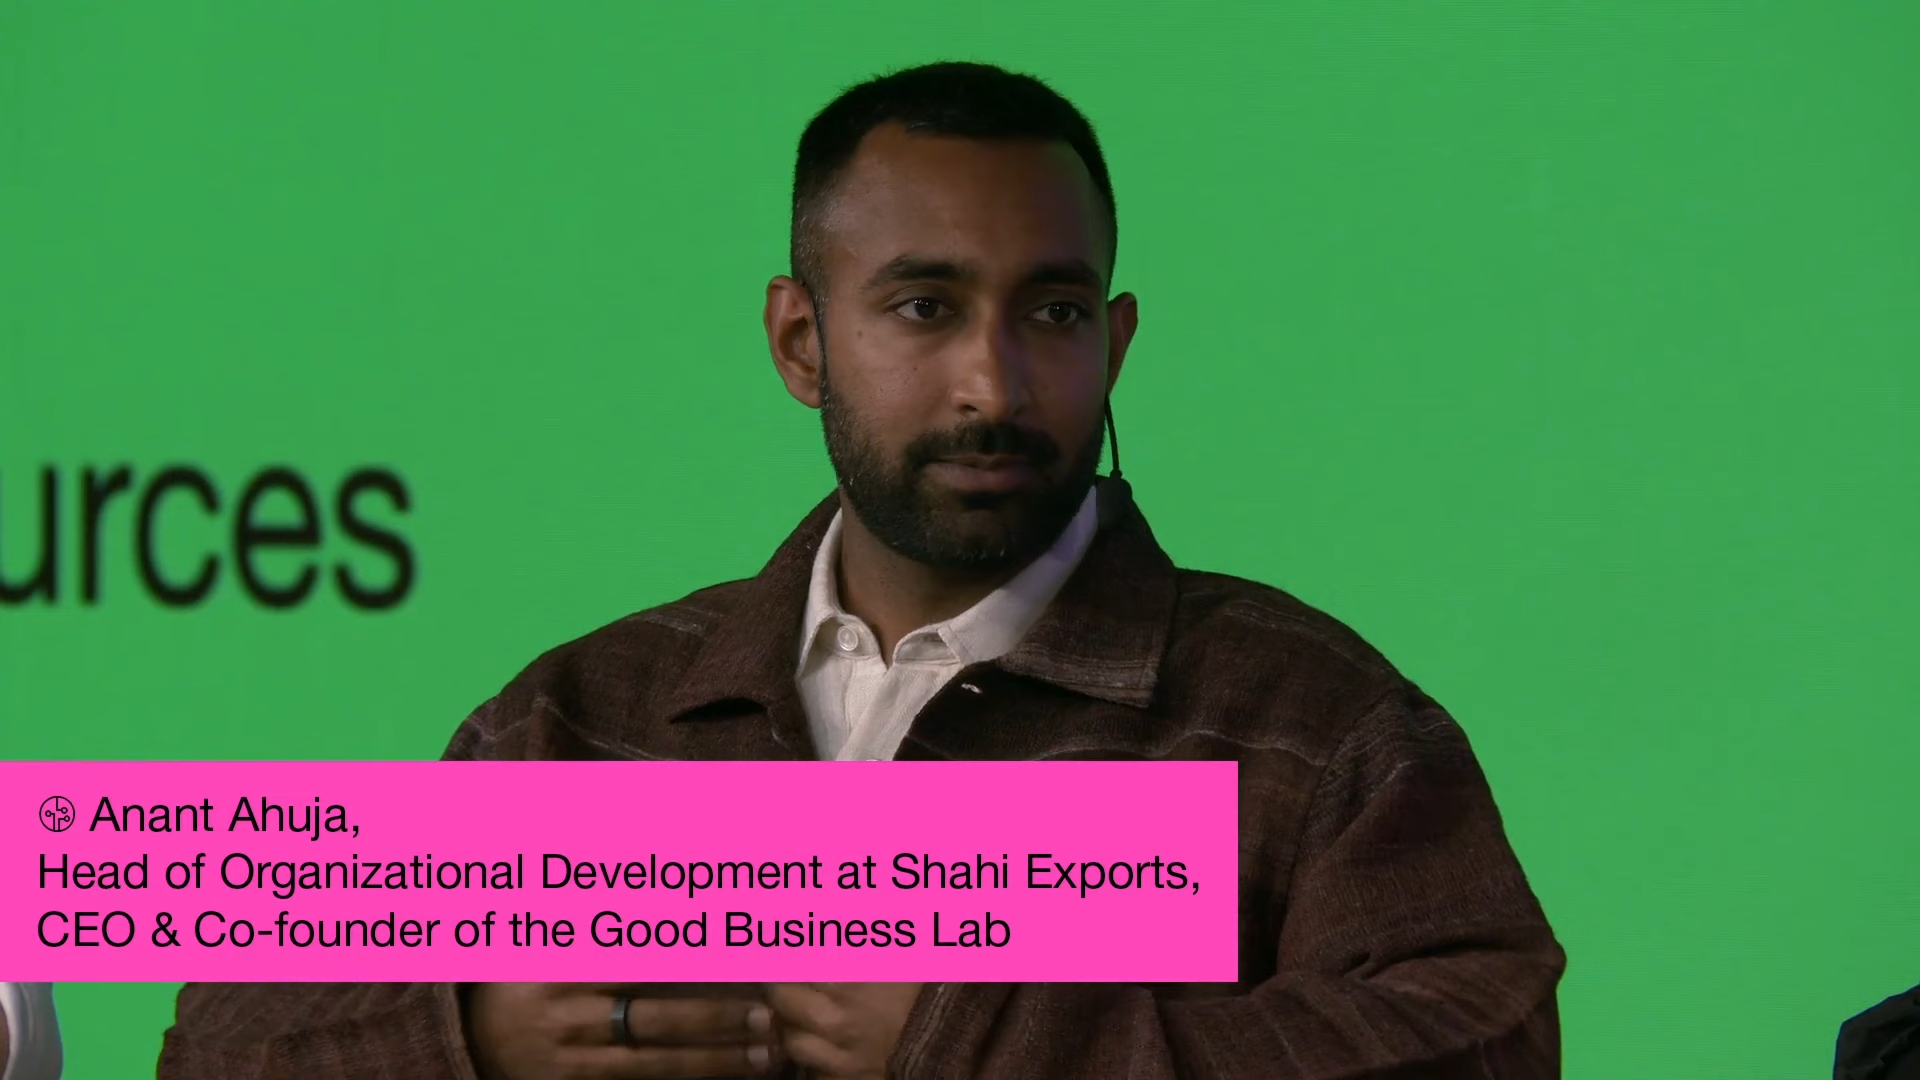 urces
Anant Ahuja,
Head of Organizational Development at Shahi Exports,
CEO & Co-founder of the Good Business Lab